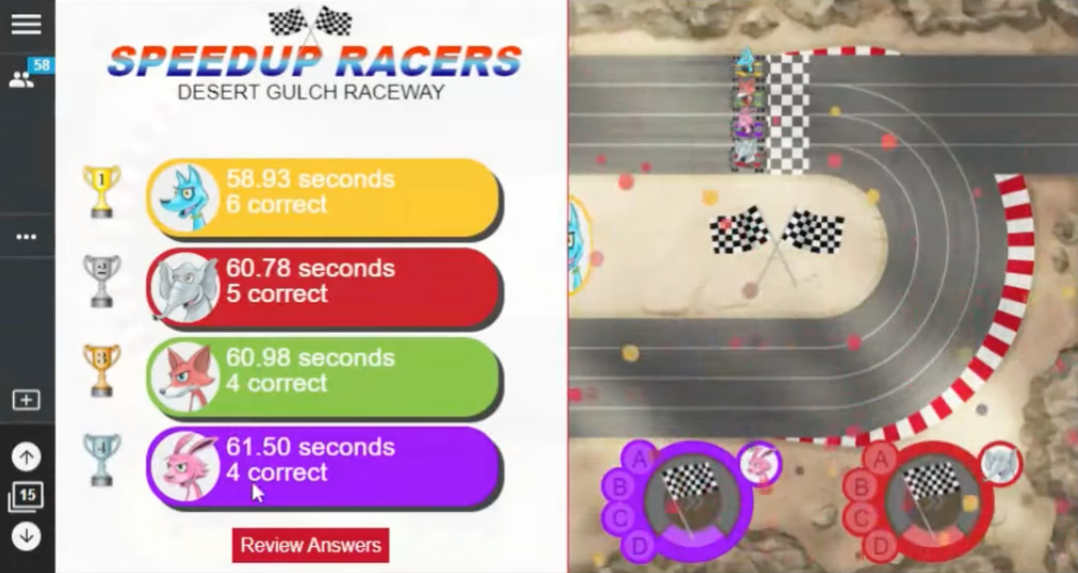 58
SPEEDUP RACERS
DESERT GULCH RACEWAY
1
58.93 seconds
6 correct
2
60.78 seconds
5 correct
3
60.98 seconds
4 correct
4
61.50 seconds
4 correct
Review Answers
15
A
B
C
D
A
B
C
D